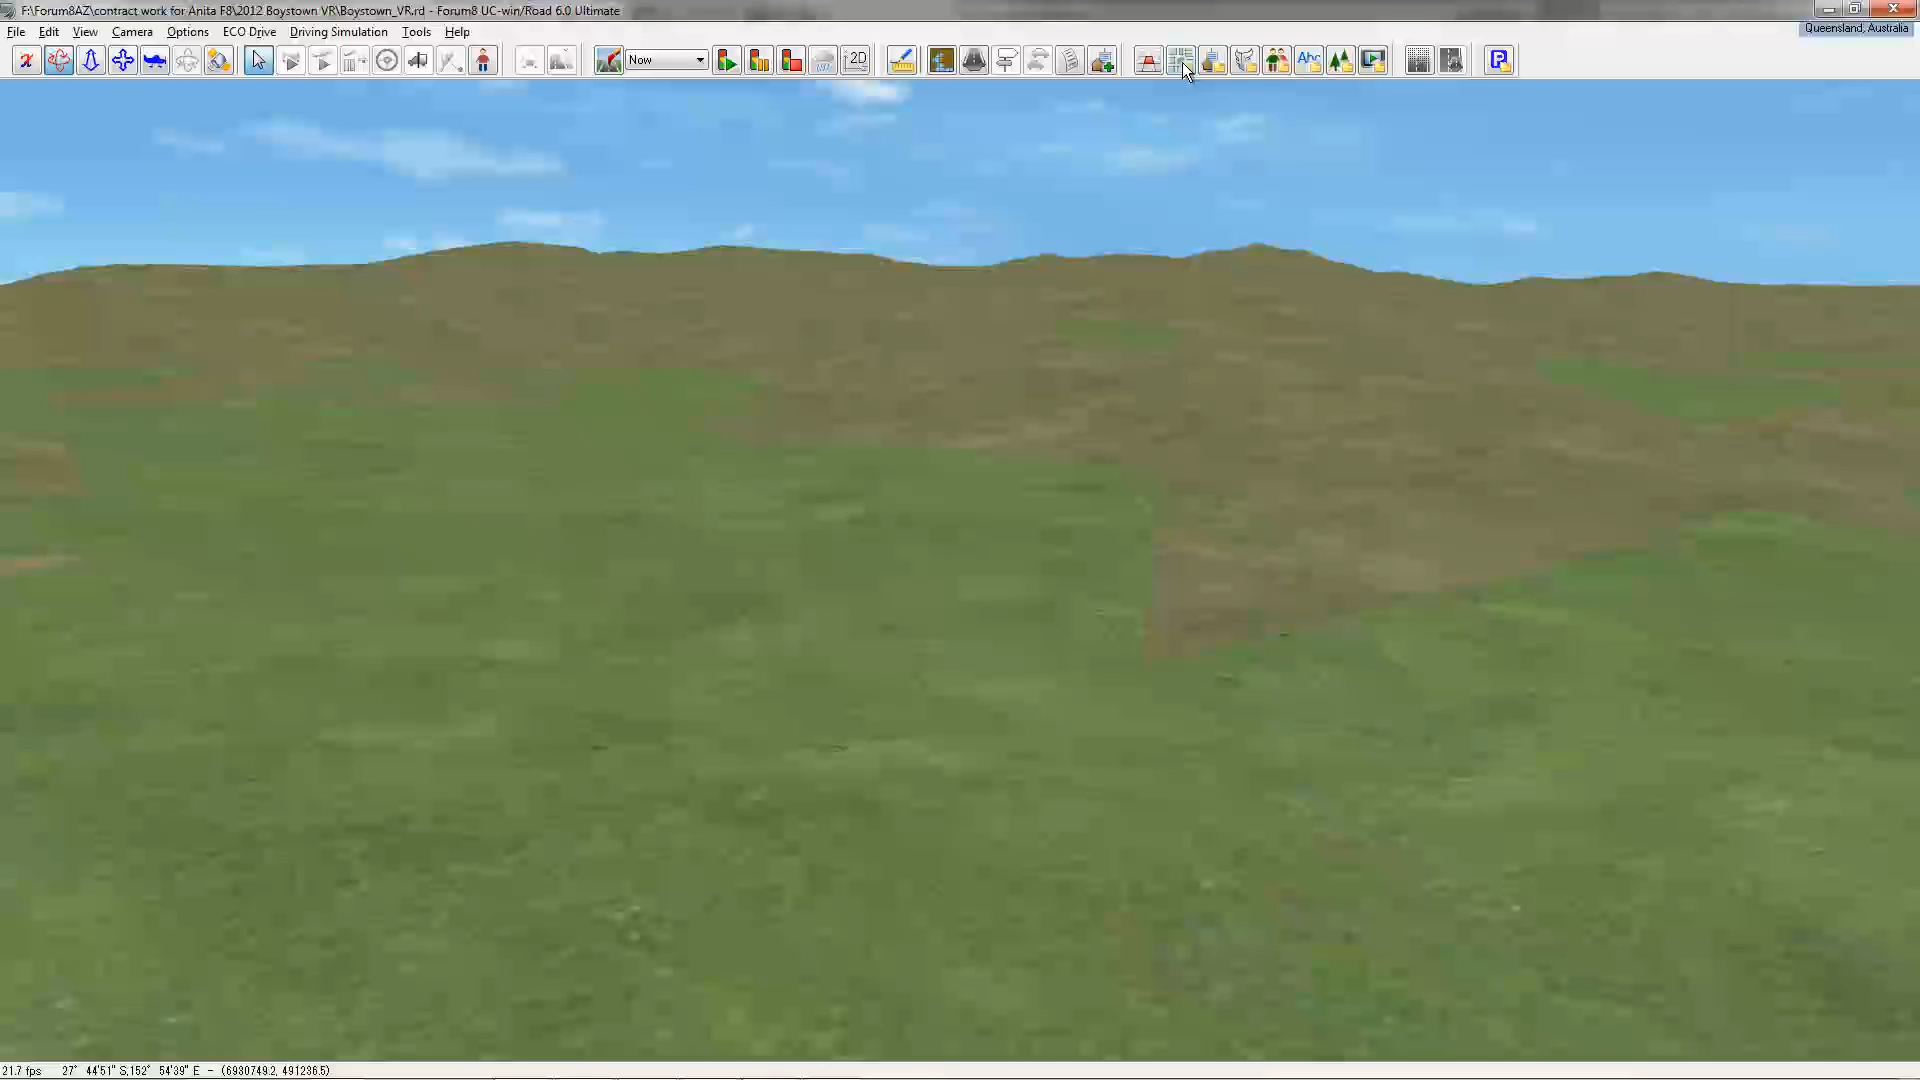 F:\Forum8AZ\contract work for Anita F8\2012 Boystown VR\Boystown_VR.rd - Forum8 UC-win/Road 6.0 Ultimate
File Edit View Camera Options ECO Drive Driving Simulation Tools Help
Queensland, Australia
Now
2D
Abc
P
21.7 fps 27° 44'51" S,152° 54'39" E - (6930749.2, 491236.5)